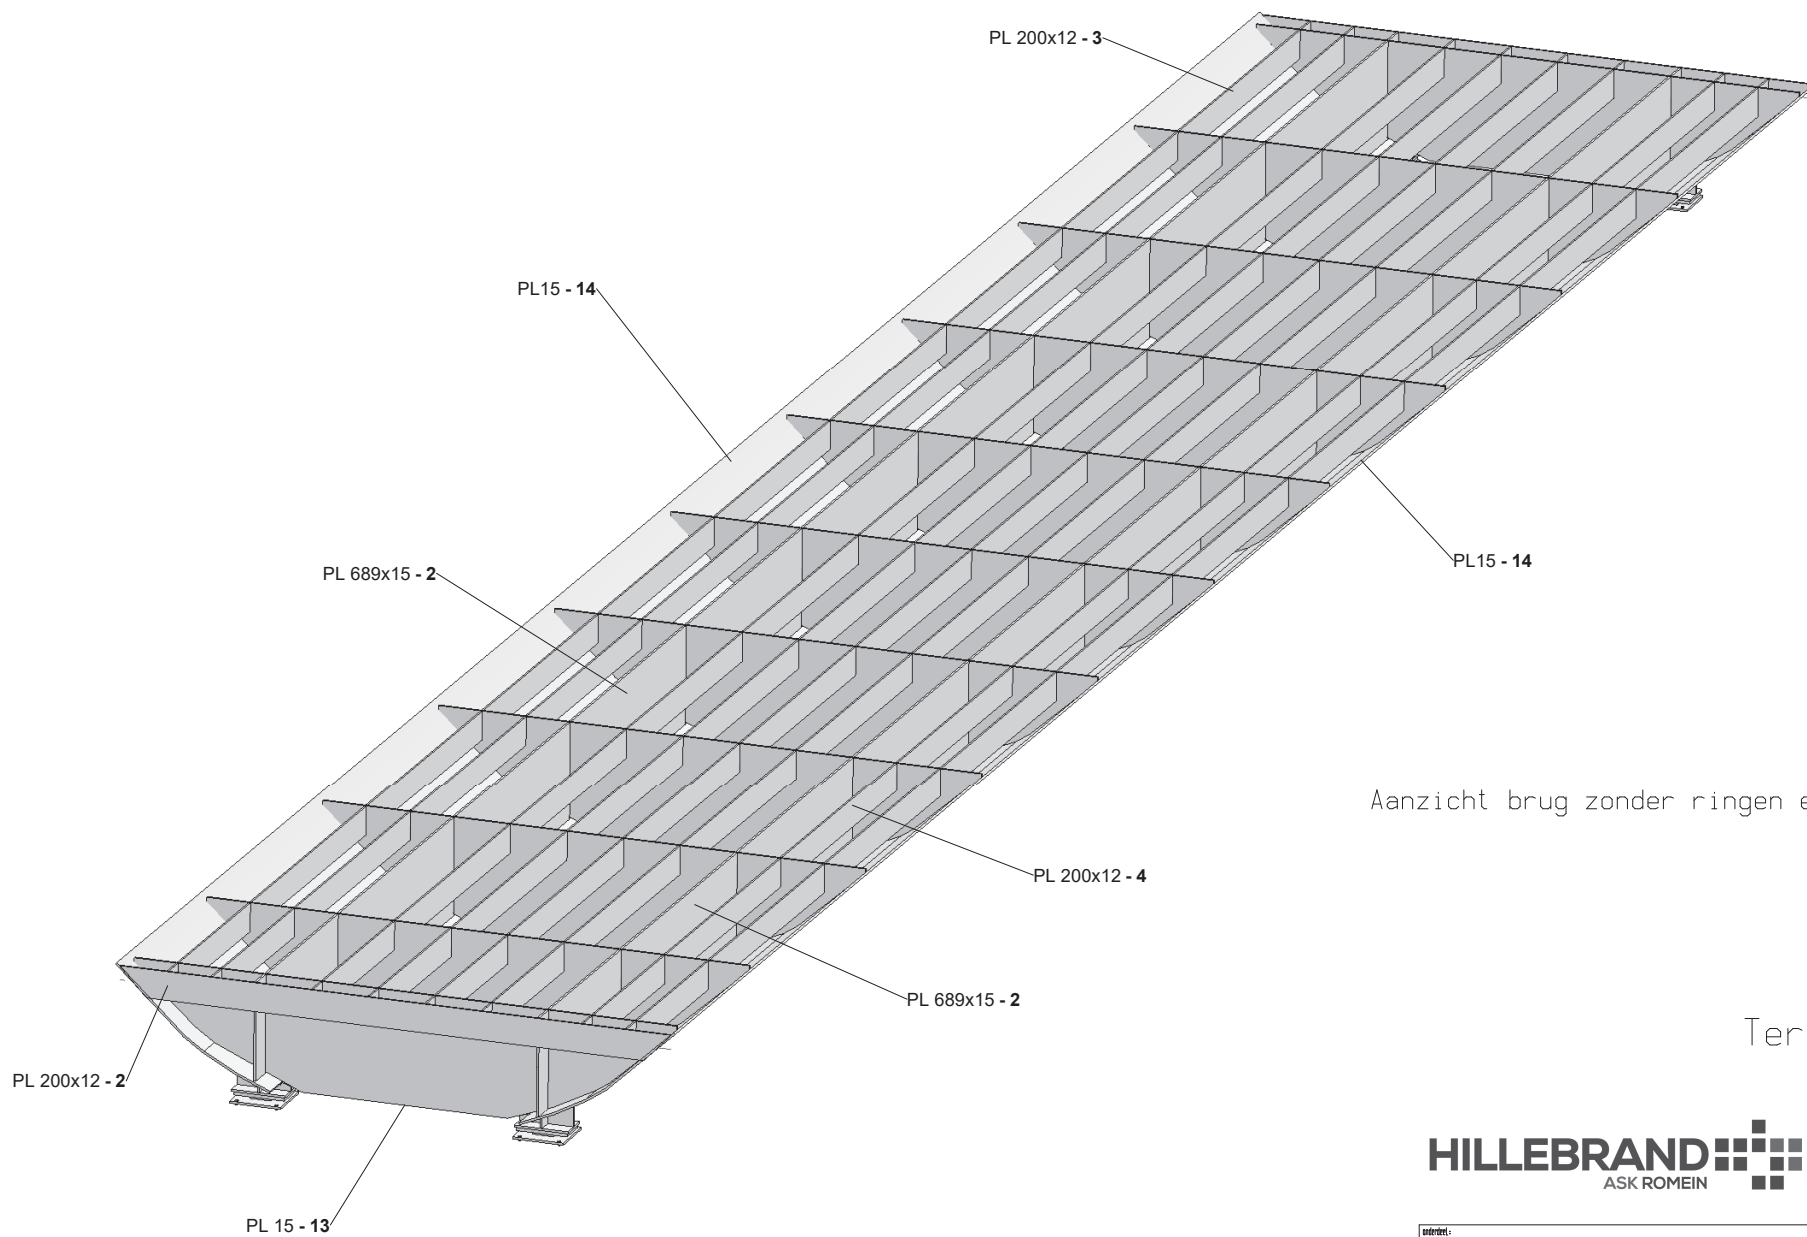 PL 200x12 - 3
PL15 - 14
PL 689x15 - 2
PL15 - 14
Aanzicht brug zonder ringen e
PL 200x12 - 4
PL 689x15 - 2
Ter
PL 200x12 - 2
HILLEBRAND
ASK ROMEIN
PL 15 - 13
onderdeel :